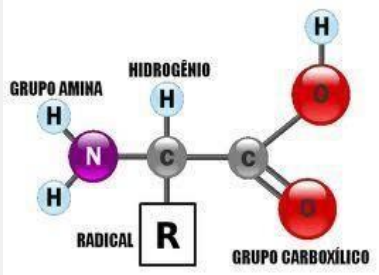 H
HIDROGÊNIO
GRUPO AMINA
H
H
O
N
C
C
H
O
RADICAL
R
GRUPO CARBOXÍLICO